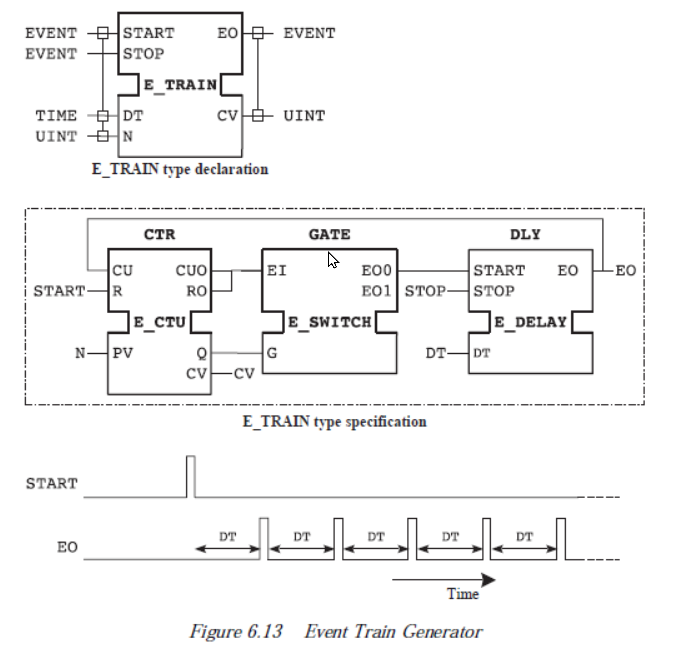 EVENT START EO EVENT
EVENT STOP
E_TRAIN
TIME DT CV UINT
UINT N
E_TRAIN type declaration
CTR GATE DLY
CU CUO EI EO0 START EO EO
START R RO EO1 STOP STOP
E_CTU E_SWITCH E_DELAY
N PV Q G DT DT
CV CV
E_TRAIN type specification
START
DT DT DT DT DT
EO
Time
Figure 6.13 Event Train Generator